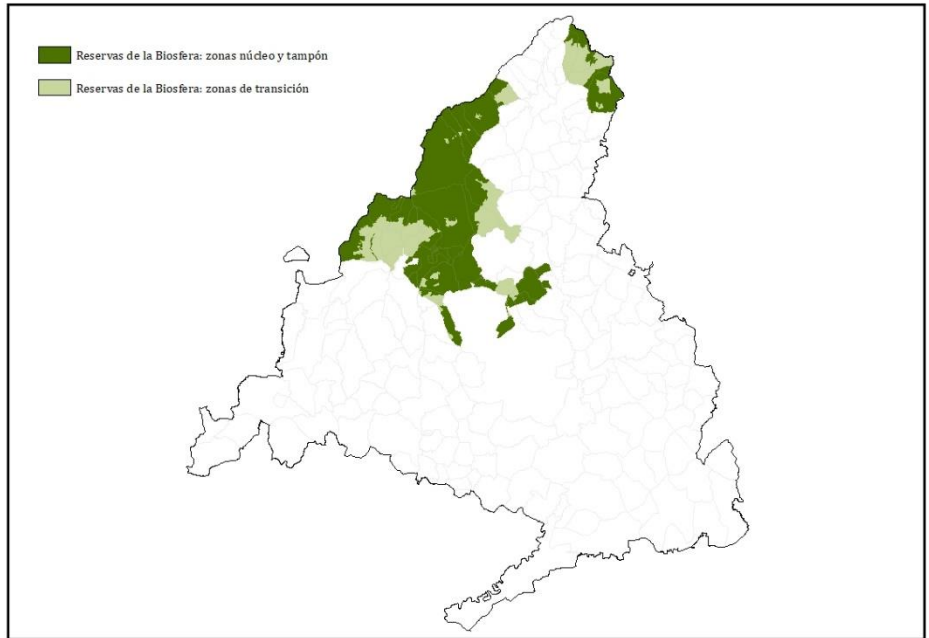 Reservas de la Biosfera: zonas núcleo y tampón
Reservas de la Biosfera: zonas de transición